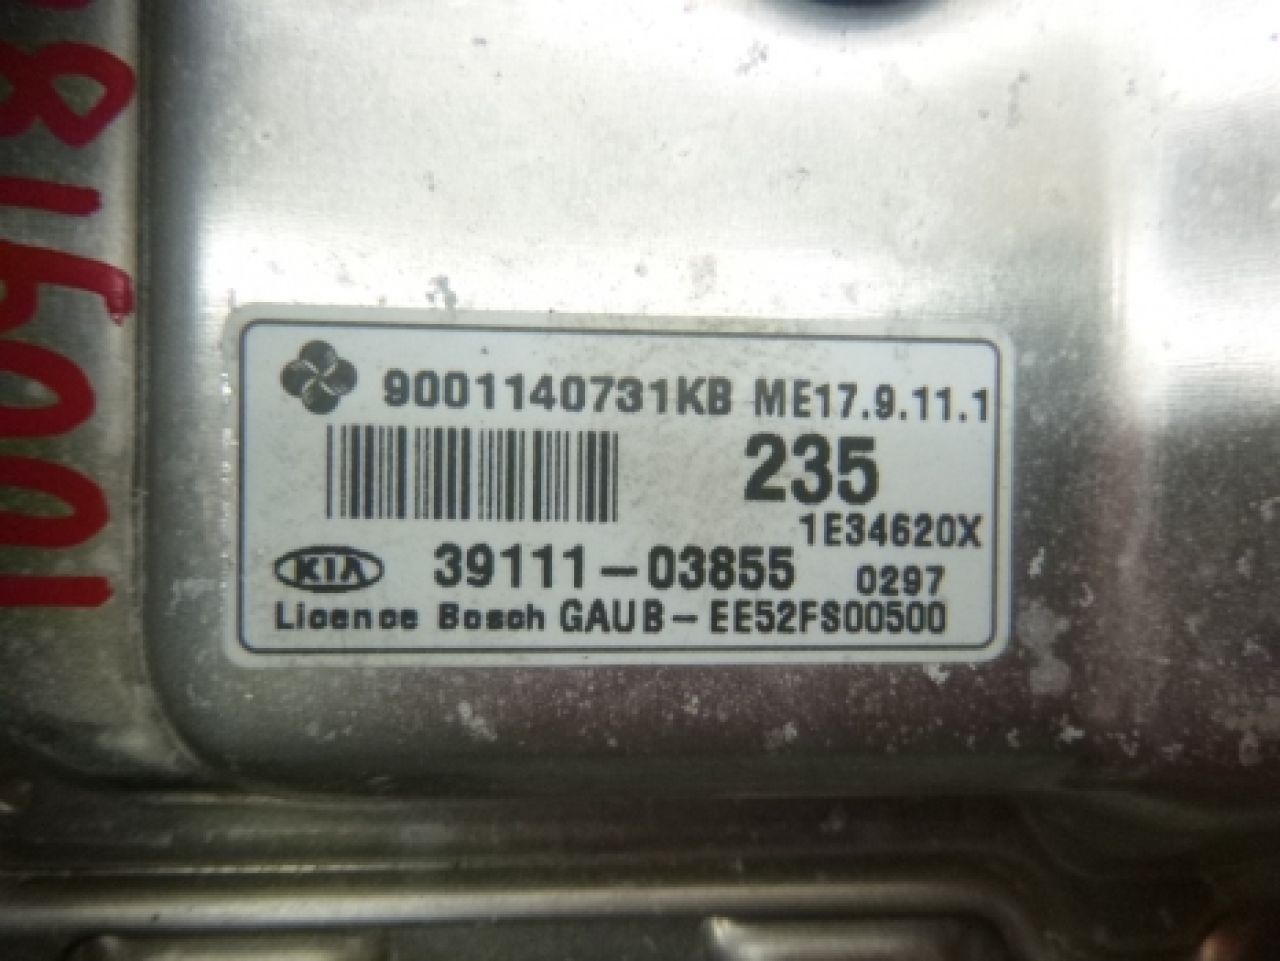 9001140731KB ME17.9.11.1
235
1E34620X
KIA 39111-03855 0297
Licence Bosch GAUB-EE52FS00500